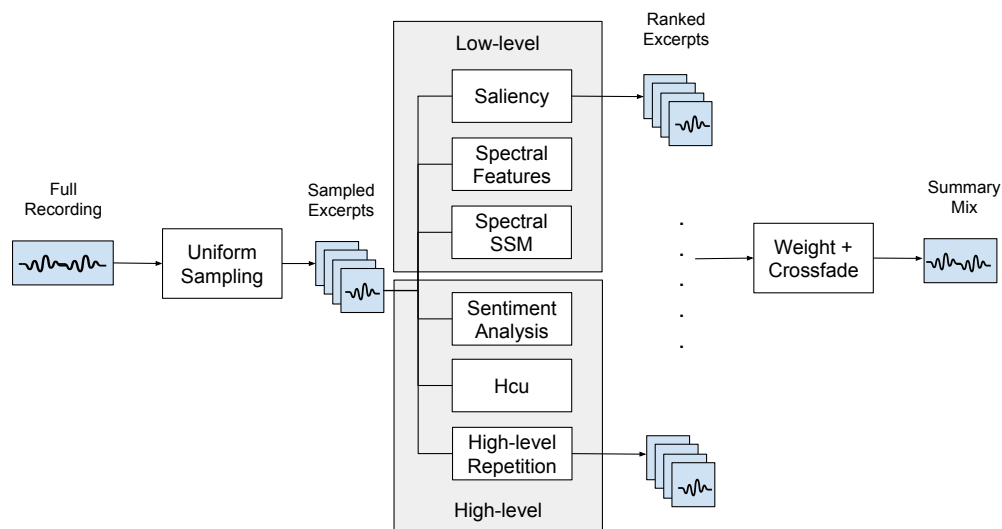 Full
Recording
Uniform
Sampling
Sampled
Excerpts
Low-level
Saliency
Spectral
Features
Spectral
SSM
Sentiment
Analysis
Hcu
High-level
Repetition
High-level
Ranked
Excerpts
Weight +
Crossfade
Summary
Mix